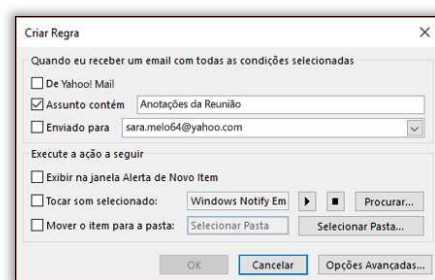 Criar Regra
Quando eu receber um email com todas as condições selecionadas
De Yahoo! Mail
Assunto contém Anotações da Reunião
Enviado para sara.melo64@yahoo.com
Execute a ação a seguir
Exibir na janela Alerta de Novo Item
Tocar som selecionado: Windows Notify Em Procurar...
Mover o item para a pasta: Selecionar Pasta Selecionar Pasta...
OK Cancelar Opções Avançadas...